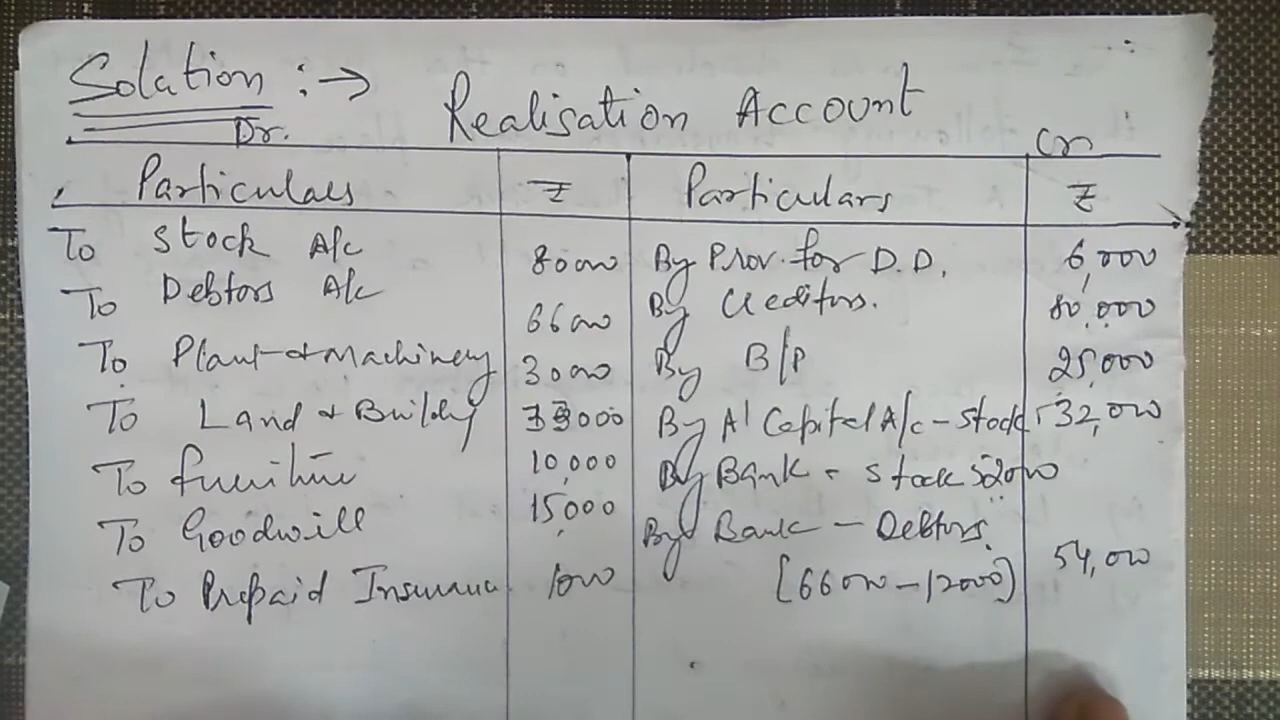 Solation :→ Realisation Account
Dr. Cr
Particulars ₹ Particulars ₹
To Stock A/c 80000 By Prov. for D.D. 6,000
To Debtors A/c 66000 By Creditors. 80,000
To Plant & Machinery 30000 By B/P 25,000
To Land & Building By A' Capital A/c - Stock 32,000
To furniture 10,000 By Bank - Stock 52000
To Goodwill 15,000 By Bank - Debtors.
To Prepaid Insurance 1000 [66000-12000] 54,000